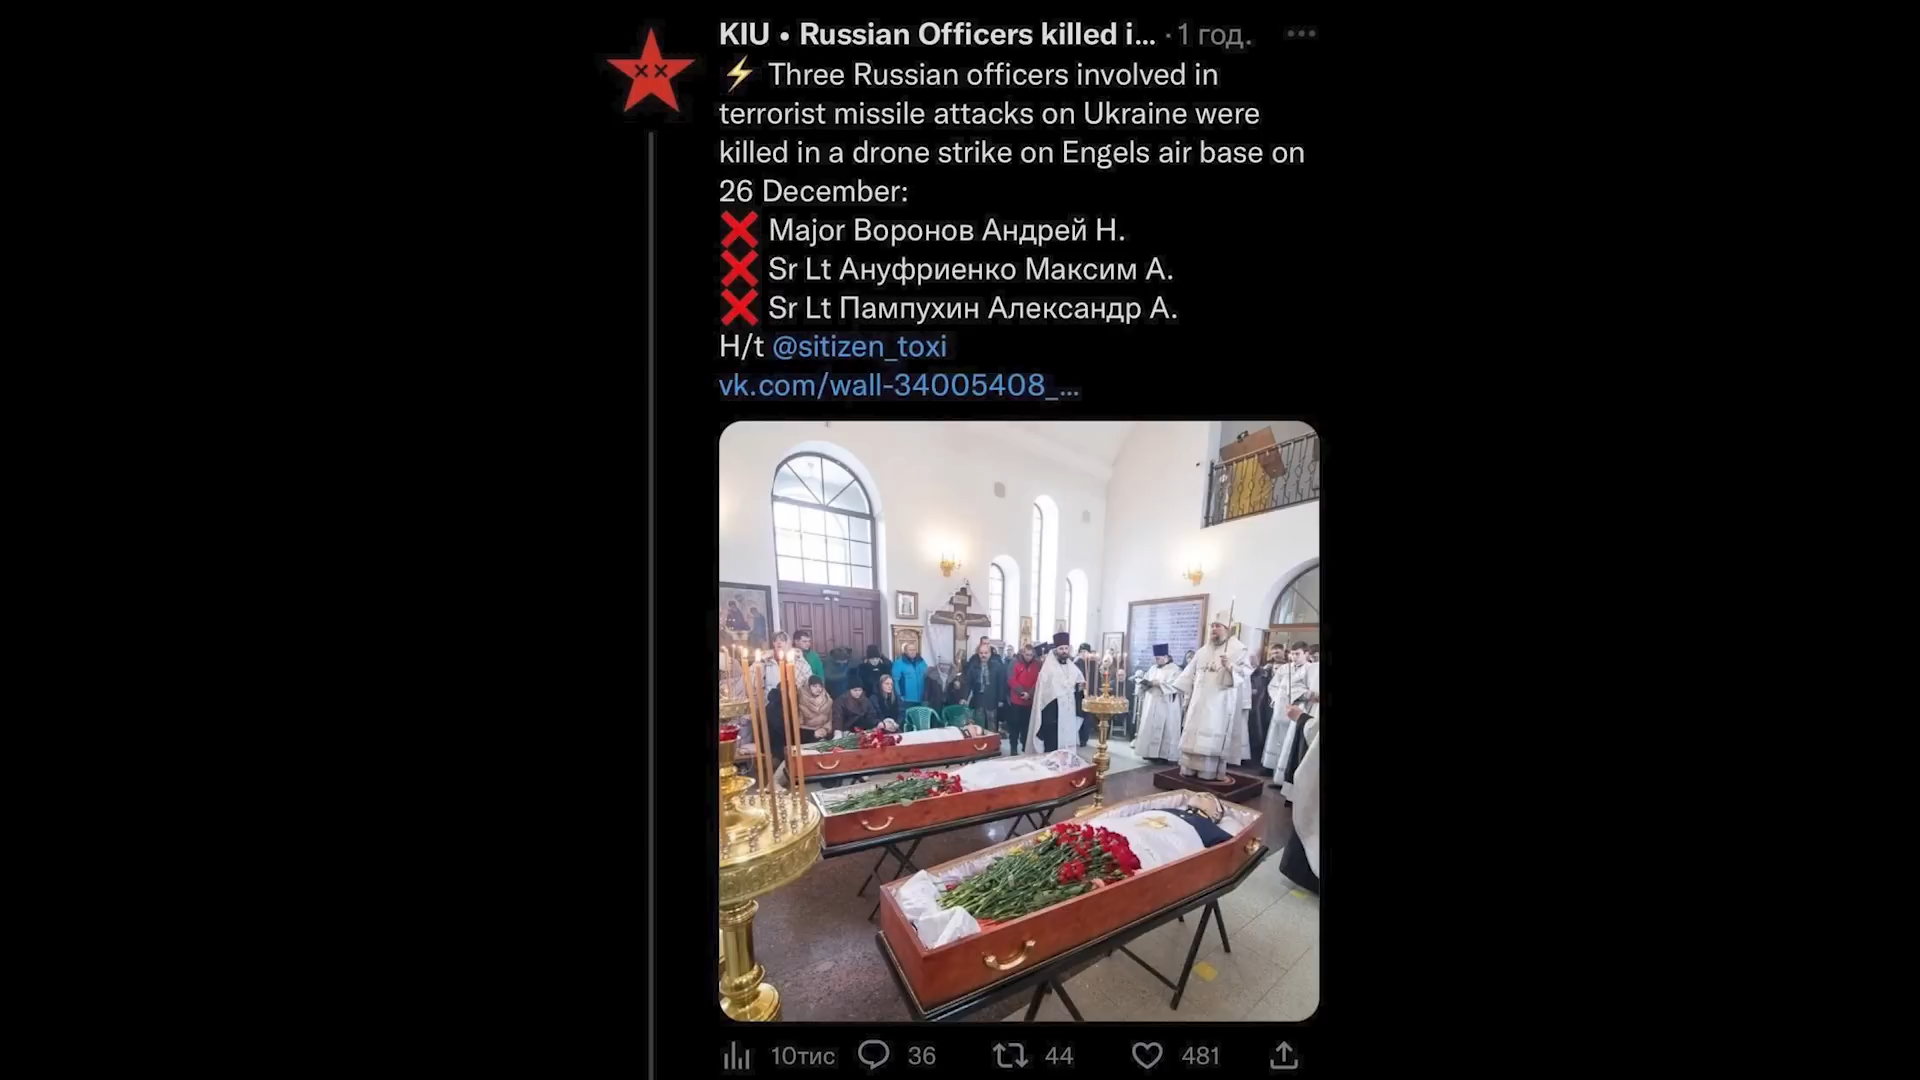 KIU • Russian Officers killed i... · 1 год.
⚡ Three Russian officers involved in
terrorist missile attacks on Ukraine were
killed in a drone strike on Engels air base on
26 December:
❌ Major Воронов Андрей Н.
❌ Sr Lt Ануфриенко Максим А.
❌ Sr Lt Пампухин Александр А.
H/t @sitizen_toxi
vk.com/wall-34005408_...
10тис 36 44 481